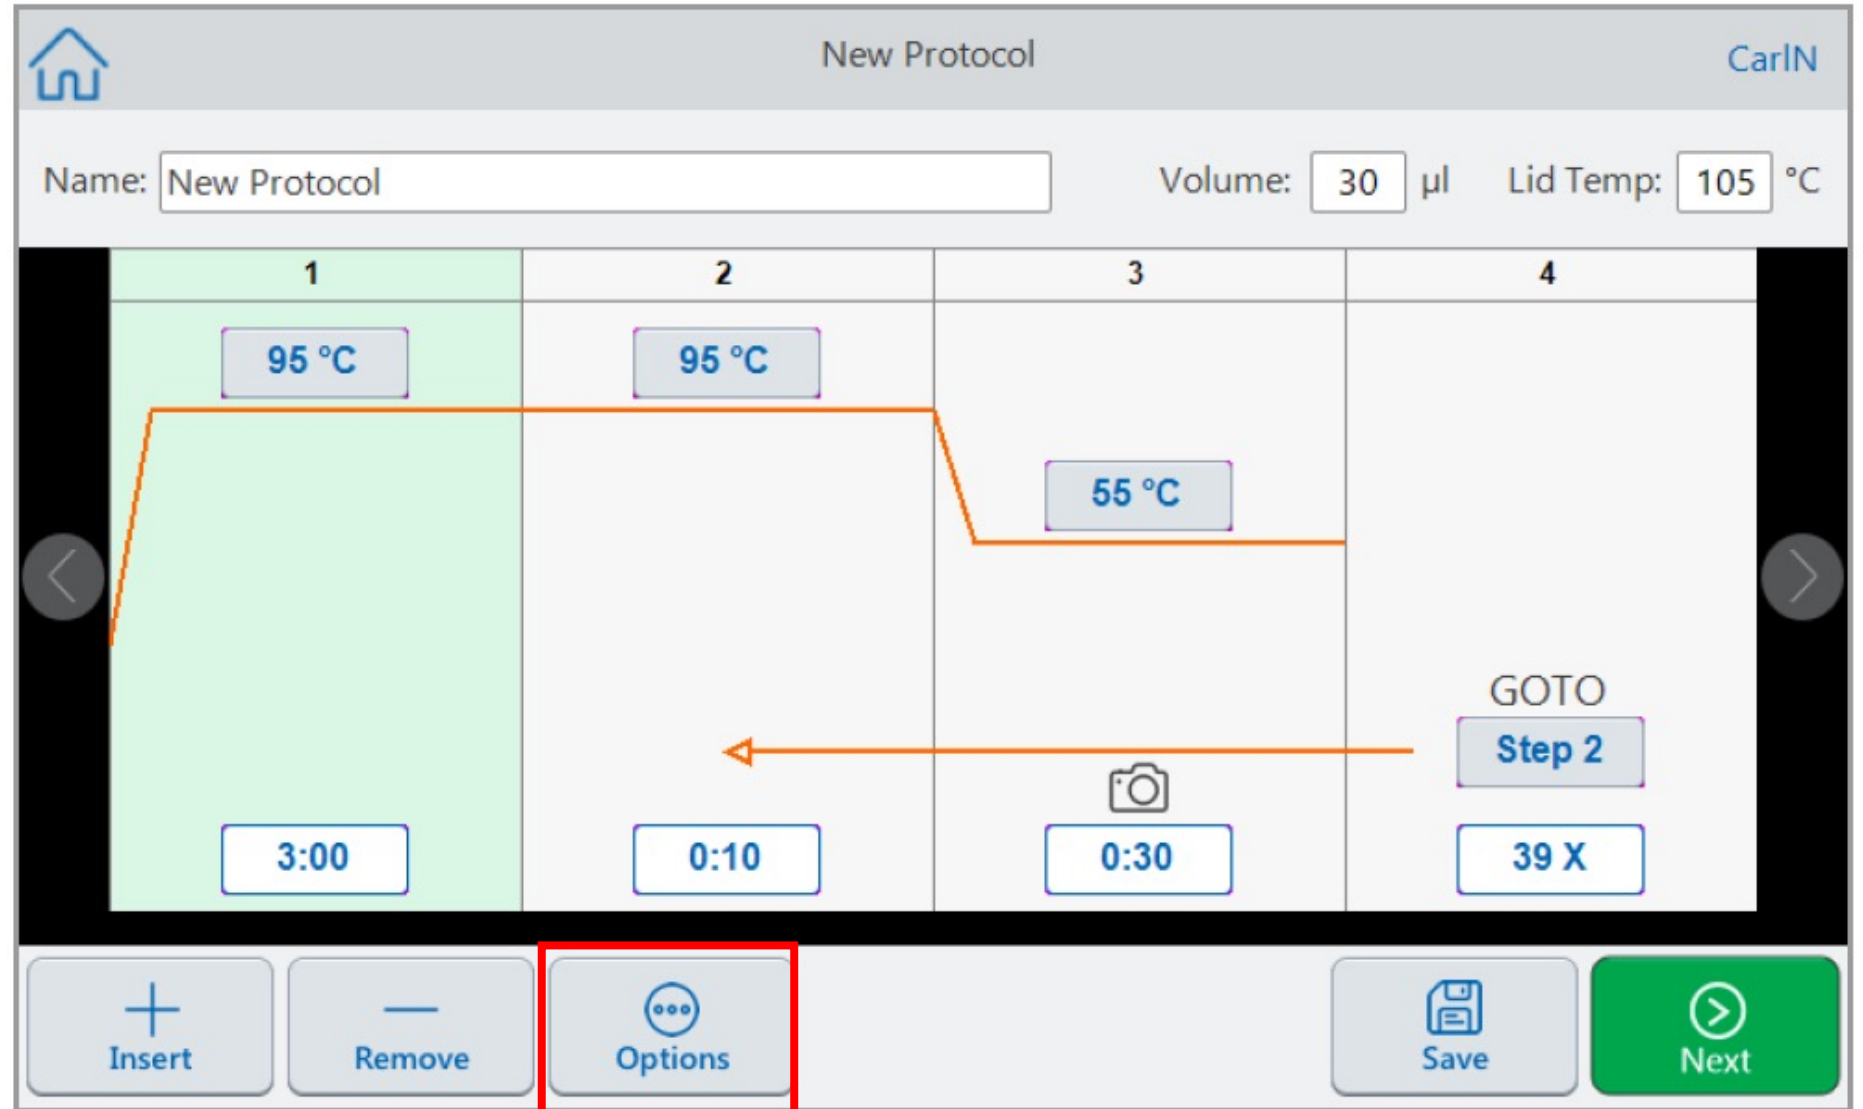 New Protocol
CarlN
Name: New Protocol
Volume: 30 µl
Lid Temp: 105 °C
1
2
3
4
95 °C
95 °C
55 °C
GOTO
Step 2
3:00
0:10
0:30
39 X
Insert
Remove
Options
Save
Next